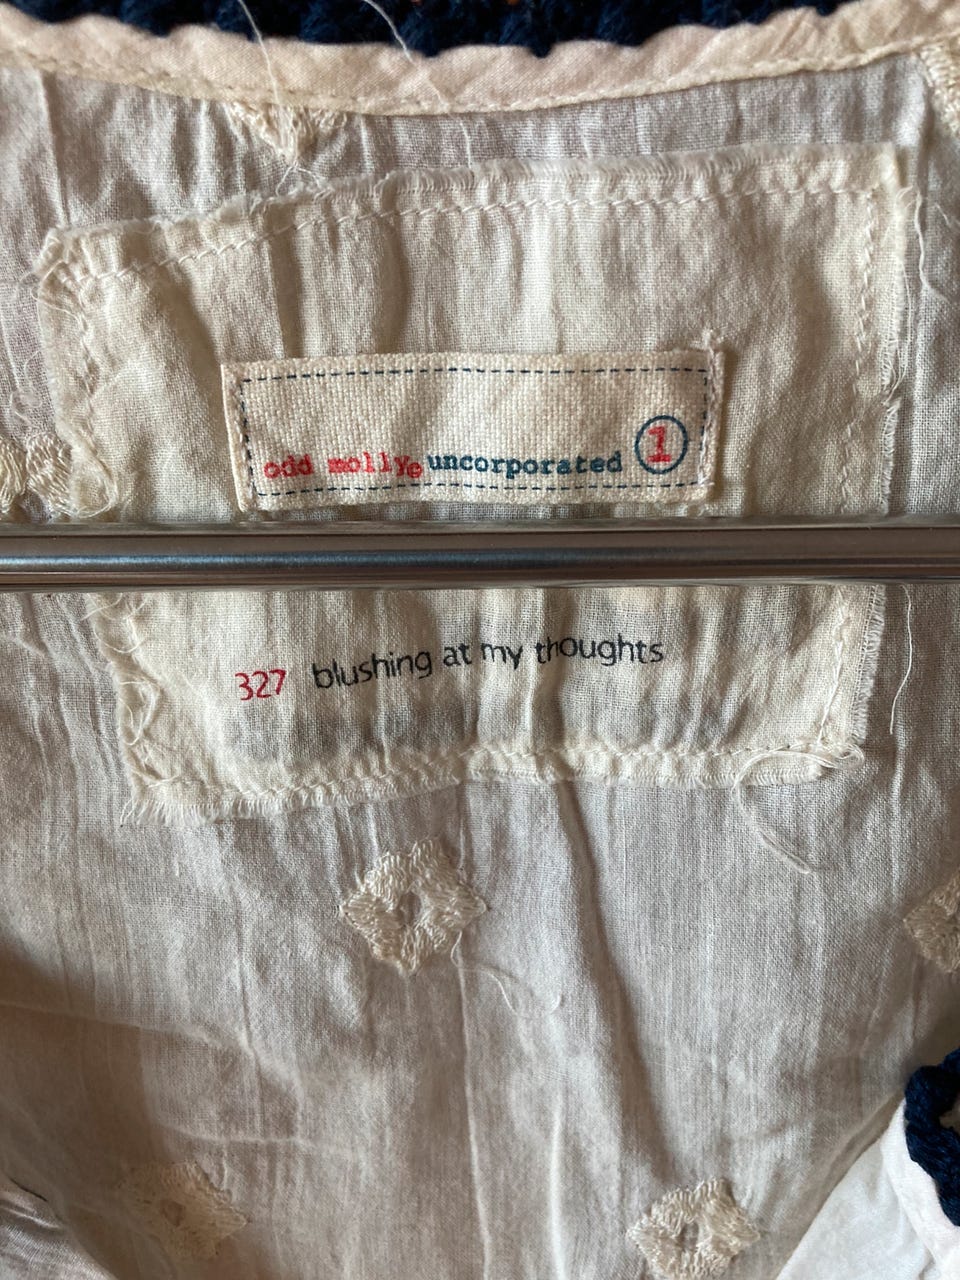 odd molly uncorporated 1
327 blushing at my thoughts